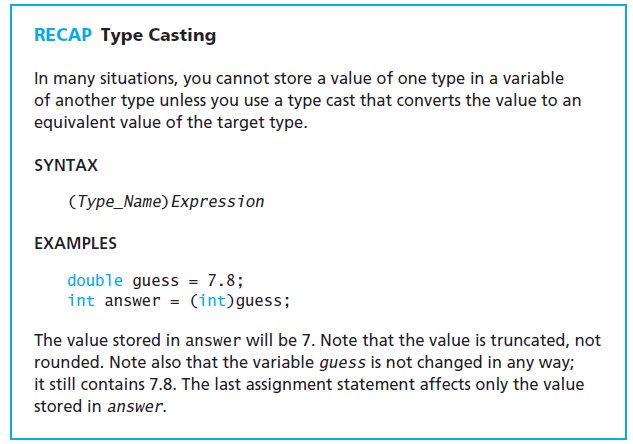 RECAP Type Casting
In many situations, you cannot store a value of one type in a variable
of another type unless you use a type cast that converts the value to an
equivalent value of the target type.
SYNTAX
(Type_Name)Expression
EXAMPLES
double guess = 7.8;
int answer = (int)guess;
The value stored in answer will be 7. Note that the value is truncated, not
rounded. Note also that the variable guess is not changed in any way;
it still contains 7.8. The last assignment statement affects only the value
stored in answer.